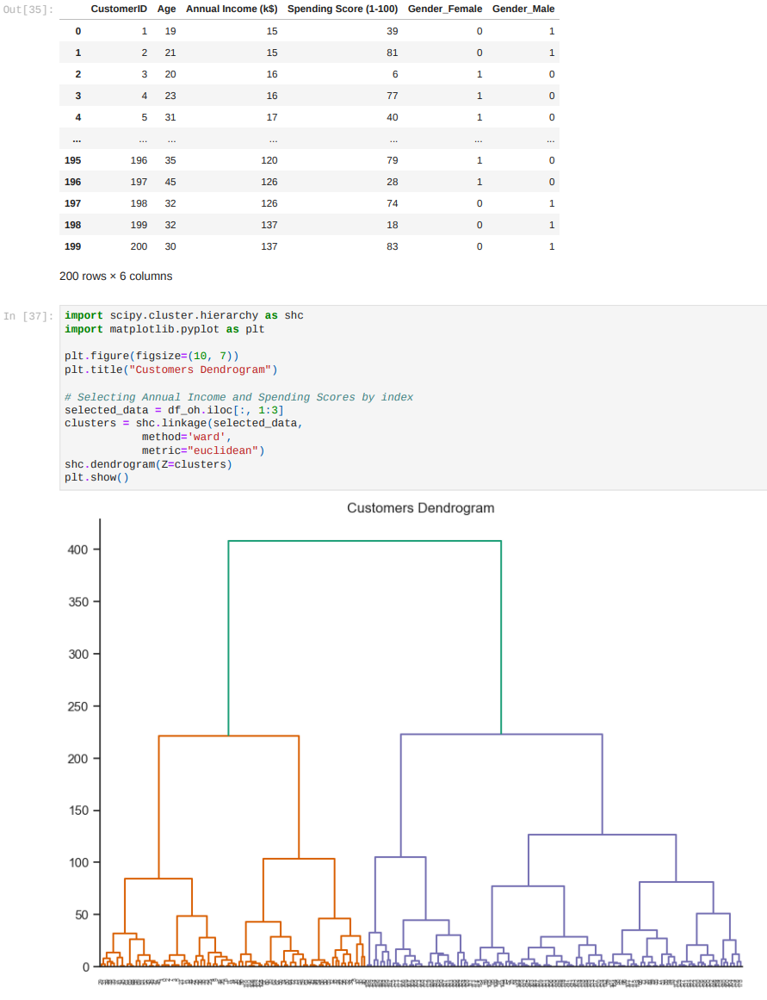 Out[35]:
CustomerID Age Annual Income (k$) Spending Score (1-100) Gender_Female Gender_Male
0 1 19 15 39 0 1
1 2 21 15 81 0 1
2 3 20 16 6 1 0
3 4 23 16 77 1 0
4 5 31 17 40 1 0
... ... ... ... ... ... ...
195 196 35 120 79 1 0
196 197 45 126 28 1 0
197 198 32 126 74 0 1
198 199 32 137 18 0 1
199 200 30 137 83 0 1
200 rows × 6 columns
In [37]:
import scipy.cluster.hierarchy as shc
import matplotlib.pyplot as plt
plt.figure(figsize=(10, 7))
plt.title("Customers Dendrogram")
# Selecting Annual Income and Spending Scores by index
selected_data = df_oh.iloc[:, 1:3]
clusters = shc.linkage(selected_data,
method='ward',
metric="euclidean")
shc.dendrogram(Z=clusters)
plt.show()
Customers Dendrogram
400
350
300
250
200
150
100
50
0